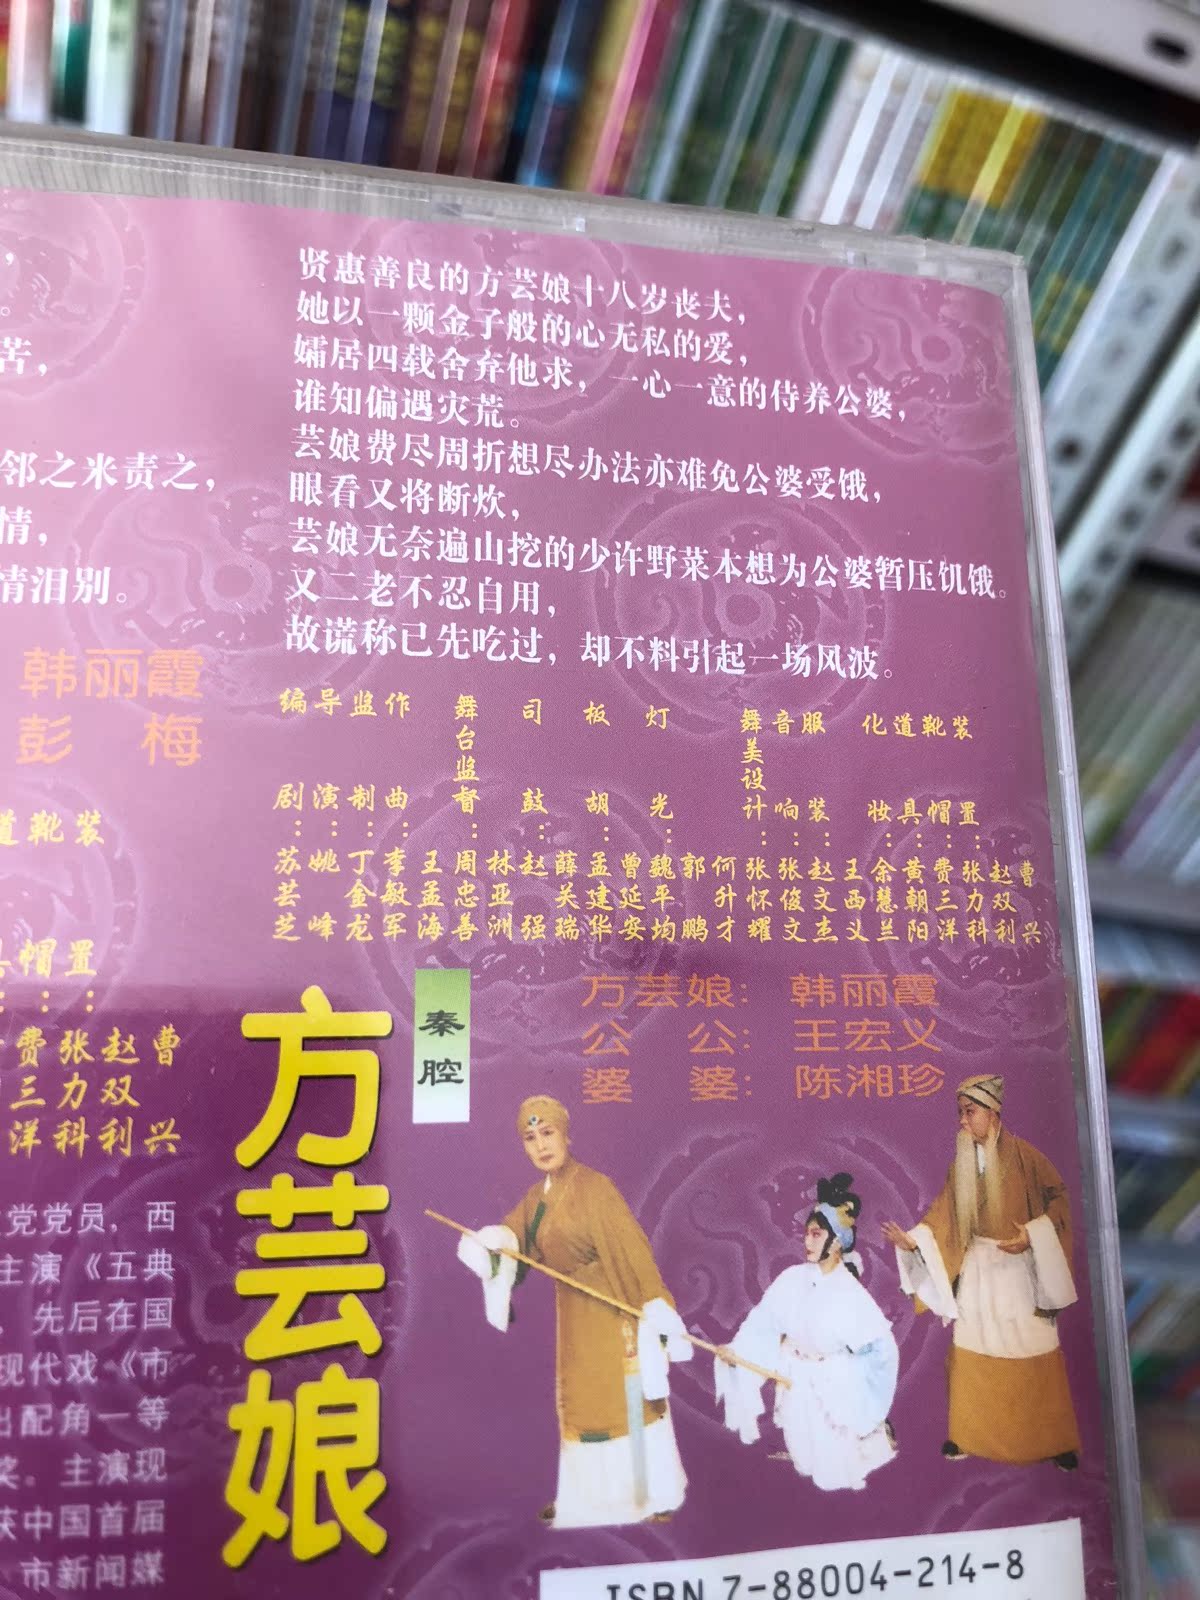 苦,
邻之米责之,
情,
情泪别。
韩丽霞
彭 梅
道靴装
帽置
费张赵曹
三力双
洋科利兴
党党员,西
主演《五典
先后在国
现代戏《市
出配角一等
奖。主演现
获中国首届
市新闻媒
贤惠善良的方芸娘十八岁丧夫,
她以一颗金子般的心无私的爱,
孀居四载舍弃他求,一心一意的侍养公婆,
谁知偏遇灾荒。
芸娘费尽周折想尽办法亦难免公婆受饿,
眼看又将断炊,
芸娘无奈遍山挖的少许野菜本想为公婆暂压饥饿。
又二老不忍自用,
故谎称已先吃过,却不料引起一场风波。
编剧:苏芸芝
导演:姚峰
监制:丁金龙
作曲:李敏军
王孟海
舞台监督:周忠善
林亚洲
司鼓:赵强
薛关瑞
板胡:孟建华
曾延安
灯光:魏平均
郭鹏
何升才
舞美设计:张怀耀
音响:张俊文
服装:赵文杰
王西义
化妆:余慧兰
道具:黄朝阳
靴帽:费三洋
装置:张力科
赵双利
曹兴
方芸娘:韩丽霞
公 公:王宏义
婆 婆:陈湘珍
秦腔
方芸娘
ISBN 7-88004-214-8